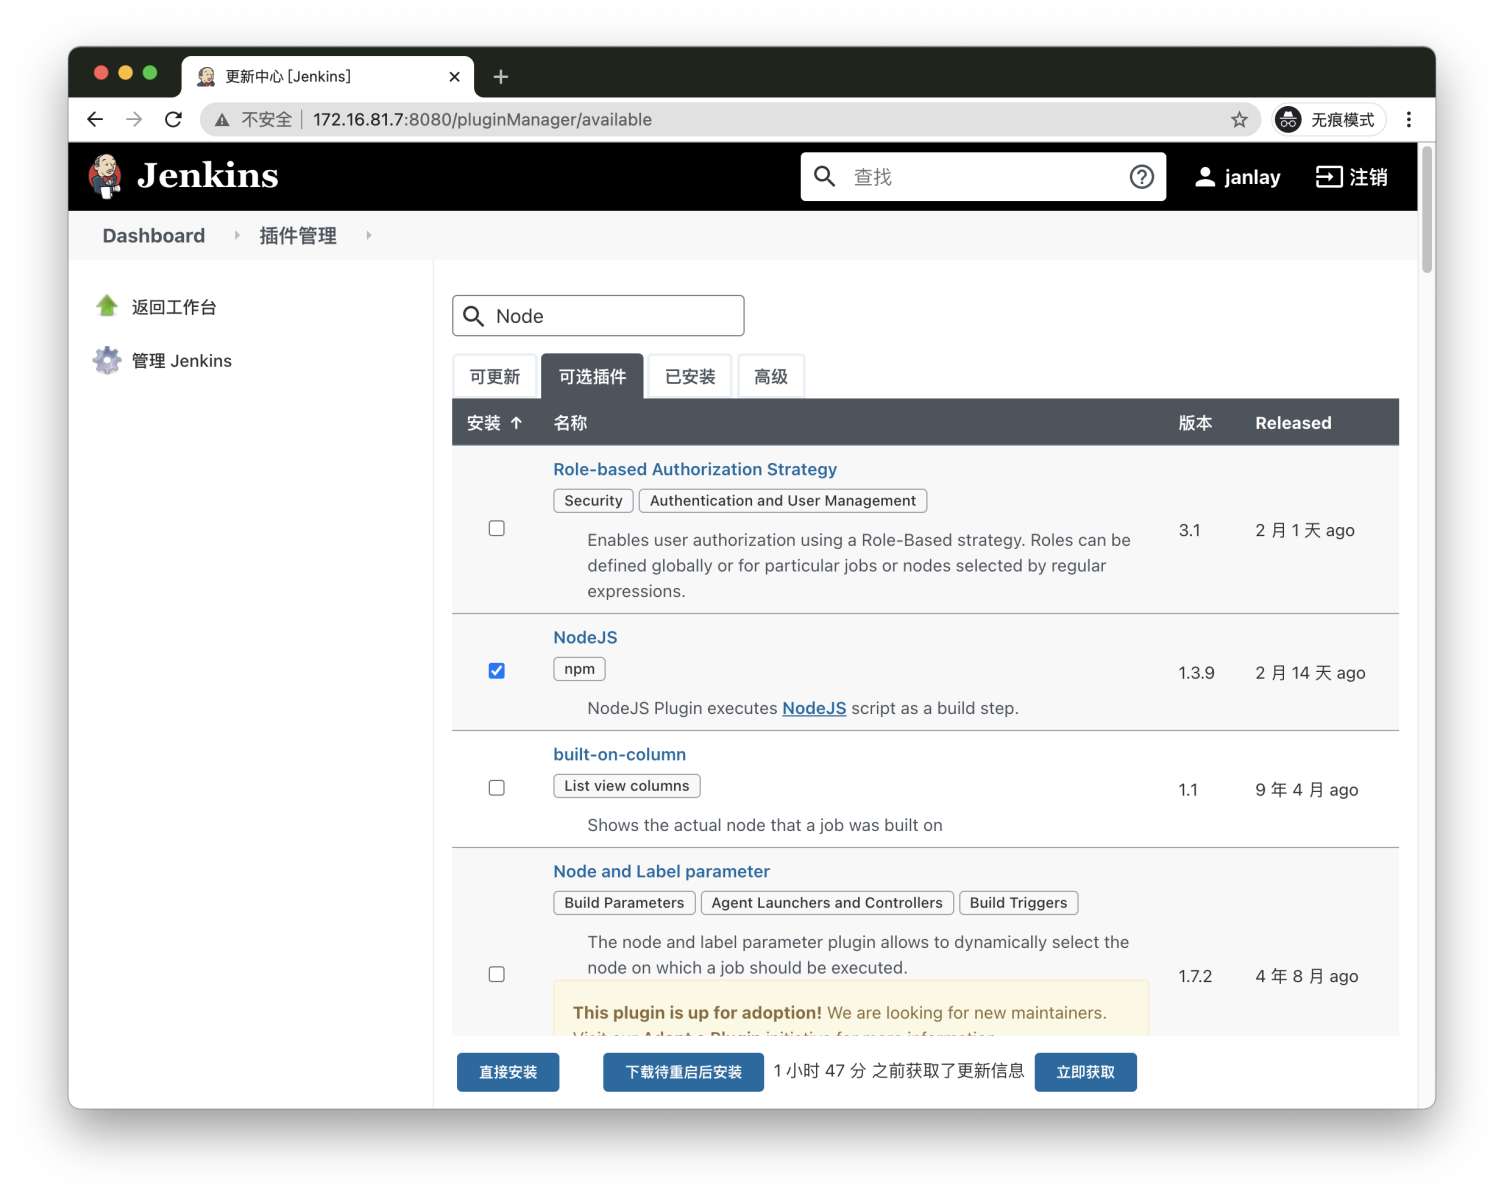 更新中心 [Jenkins]
不安全 172.16.81.7:8080/pluginManager/available
无痕模式
Jenkins
查找
janlay
注销
Dashboard
插件管理
返回工作台
管理 Jenkins
Node
可更新
可选插件
已安装
高级
安装 ↑ 名称 版本 Released
Role-based Authorization Strategy
Security Authentication and User Management
Enables user authorization using a Role-Based strategy. Roles can be
defined globally or for particular jobs or nodes selected by regular
expressions.
3.1 2 月 1 天 ago
NodeJS
npm
NodeJS Plugin executes NodeJS script as a build step.
1.3.9 2 月 14 天 ago
built-on-column
List view columns
Shows the actual node that a job was built on
1.1 9 年 4 月 ago
Node and Label parameter
Build Parameters Agent Launchers and Controllers Build Triggers
The node and label parameter plugin allows to dynamically select the
node on which a job should be executed.
1.7.2 4 年 8 月 ago
This plugin is up for adoption! We are looking for new maintainers.
Visit our Adopt a Plugin initiative for more information.
直接安装
下载待重启后安装
1 小时 47 分 之前获取了更新信息
立即获取